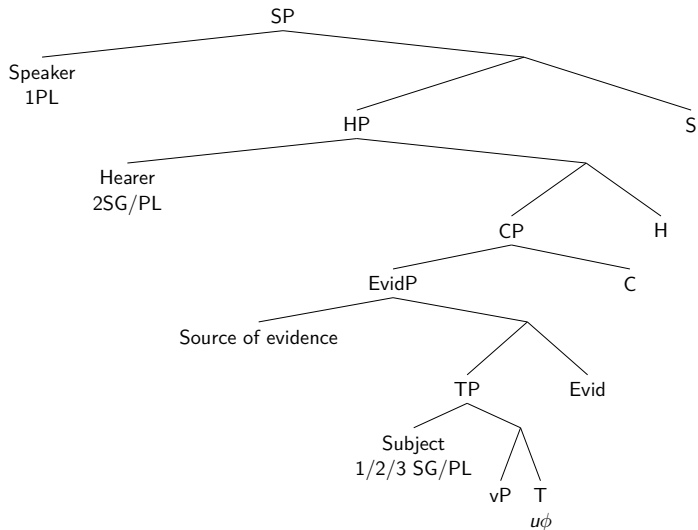 SP
Speaker
1PL
HP
S
Hearer
2SG/PL
CP
H
EvidP
C
Source of evidence
TP
Evid
Subject
1/2/3 SG/PL
vP T
uϕ